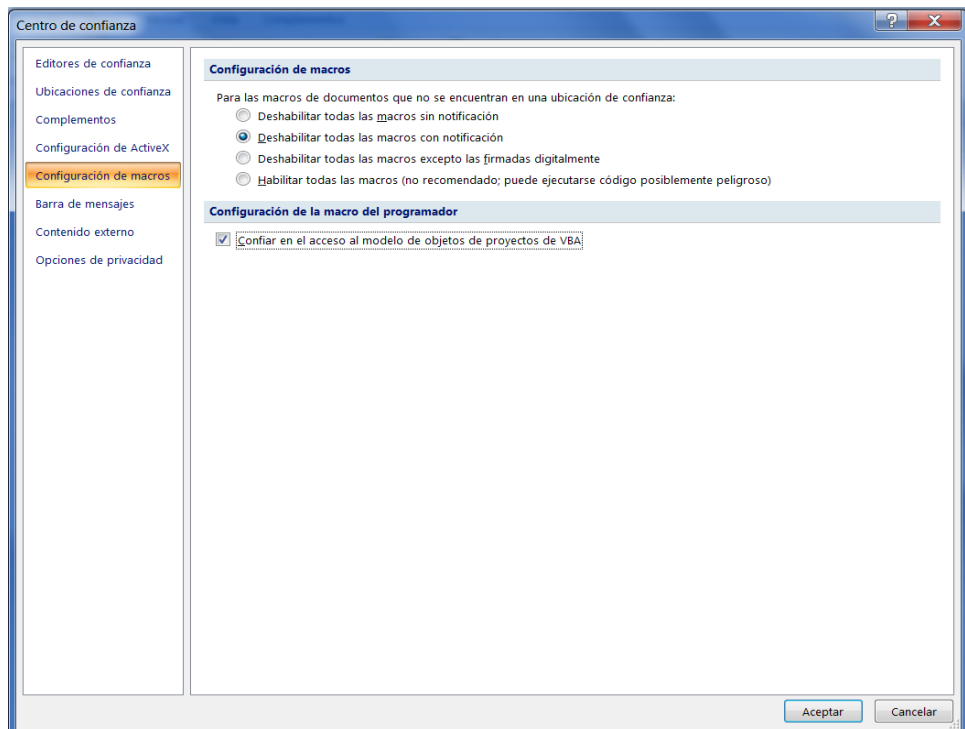 Centro de confianza
Editores de confianza
Ubicaciones de confianza
Complementos
Configuración de ActiveX
Configuración de macros
Barra de mensajes
Contenido externo
Opciones de privacidad
Configuración de macros
Para las macros de documentos que no se encuentran en una ubicación de confianza:
Deshabilitar todas las macros sin notificación
Deshabilitar todas las macros con notificación
Deshabilitar todas las macros excepto las firmadas digitalmente
Habilitar todas las macros (no recomendado; puede ejecutarse código posiblemente peligroso)
Configuración de la macro del programador
Confiar en el acceso al modelo de objetos de proyectos de VBA
Aceptar
Cancelar